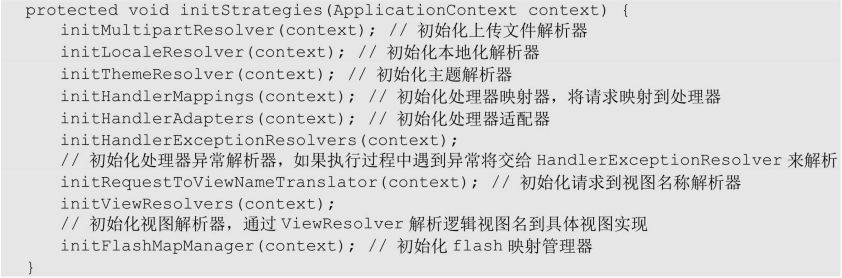 protected void initStrategies(ApplicationContext context) {
    initMultipartResolver(context); // 初始化上传文件解析器
    initLocaleResolver(context); // 初始化本地化解析器
    initThemeResolver(context); // 初始化主题解析器
    initHandlerMappings(context); // 初始化处理器映射器，将请求映射到处理器
    initHandlerAdapters(context); // 初始化处理器适配器
    initHandlerExceptionResolvers(context);
    // 初始化处理器异常解析器，如果执行过程中遇到异常将交给 HandlerExceptionResolver 来解析
    initRequestToViewNameTranslator(context); // 初始化请求到视图名称解析器
    initViewResolvers(context);
    // 初始化视图解析器，通过 ViewResolver 解析逻辑视图名到具体视图实现
    initFlashMapManager(context); // 初始化 flash 映射管理器
}